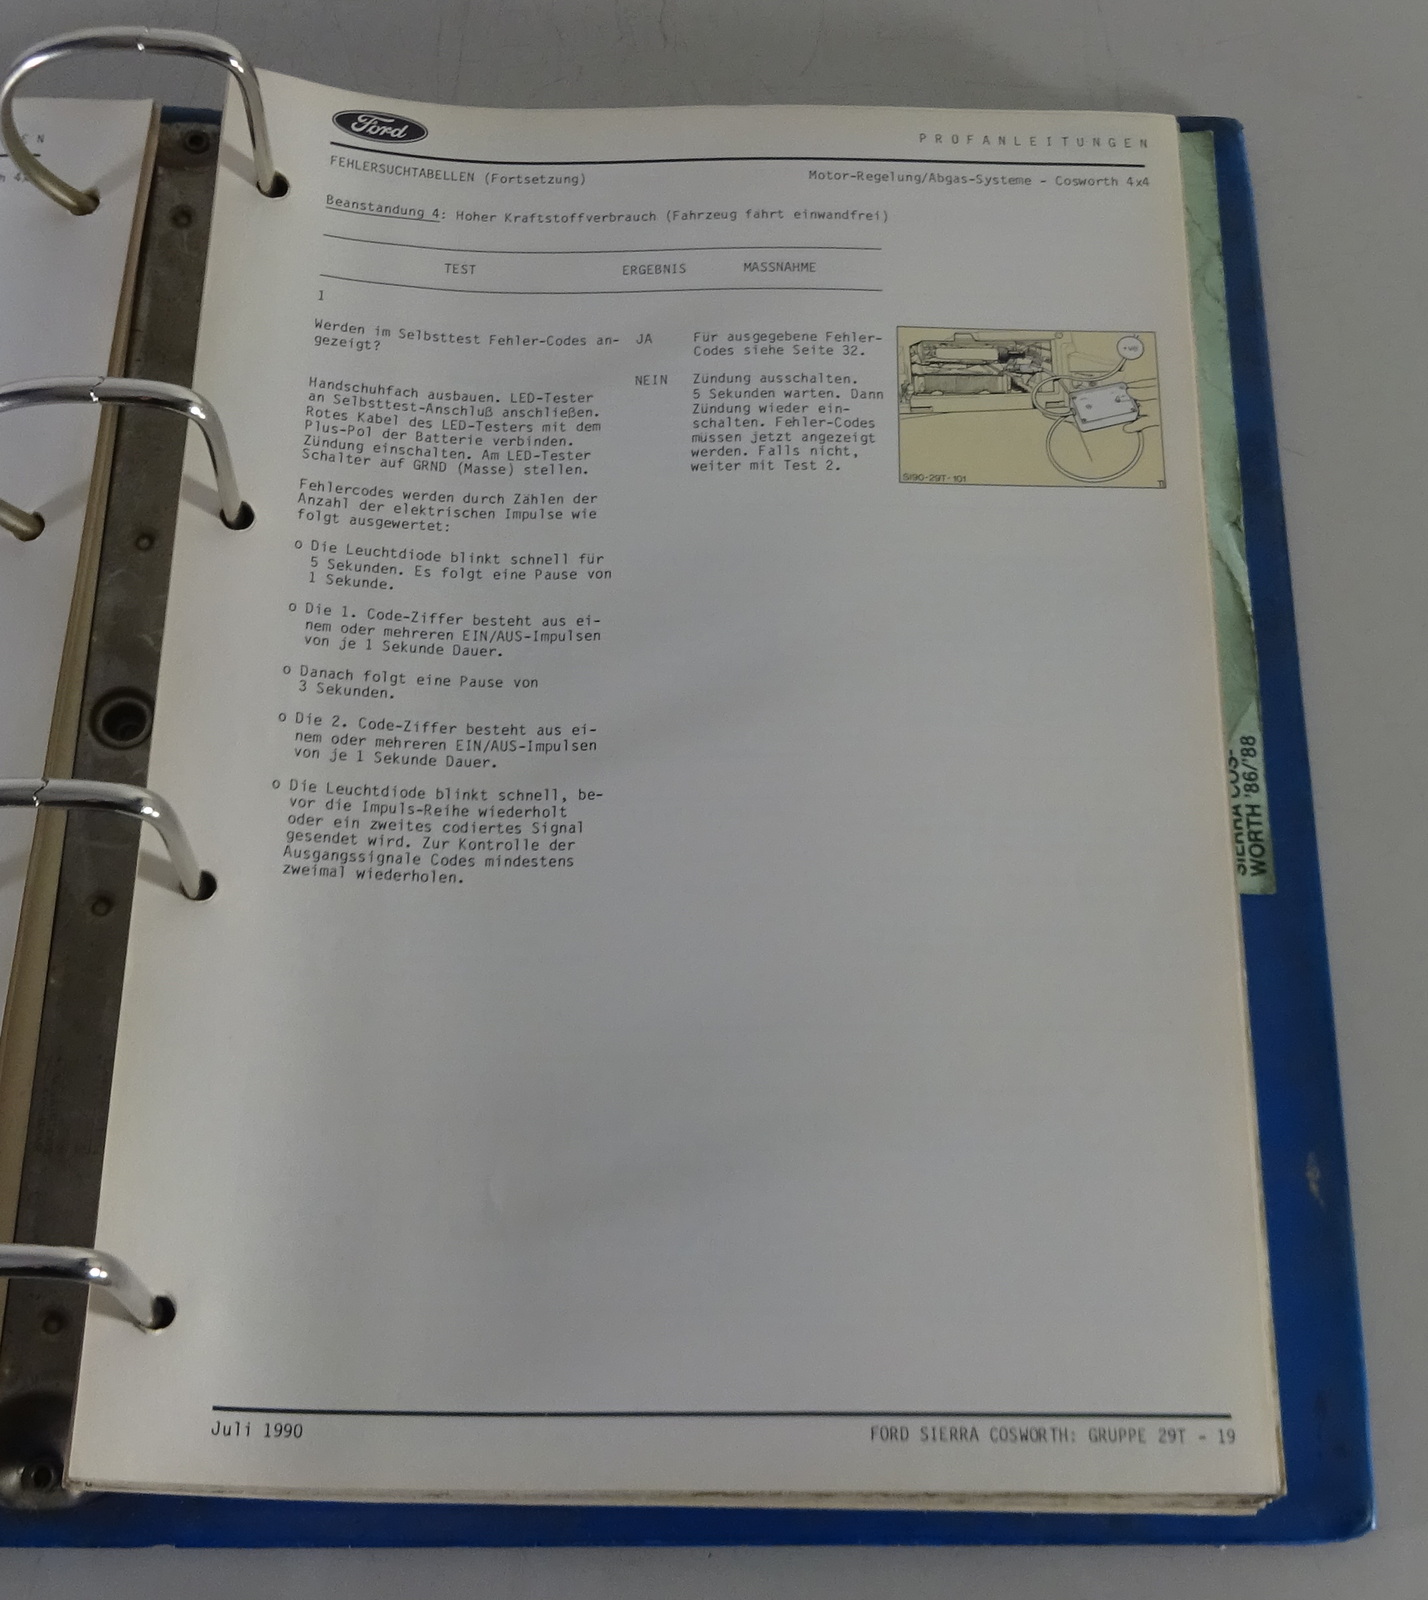 E N
h 4x
Ford
PROFANLEITUNGEN
FEHLERSUCHTABELLEN (Fortsetzung)
Motor-Regelung/Abgas-Systeme - Cosworth 4x4
Beanstandung 4: Hoher Kraftstoffverbrauch (Fahrzeug fährt einwandfrei)
TEST ERGEBNIS MASSNAHME
1
Werden im Selbsttest Fehler-Codes an-
gezeigt?
JA
Für ausgegebene Fehler-
Codes siehe Seite 32.
Handschuhfach ausbauen. LED-Tester
an Selbsttest-Anschluß anschließen.
Rotes Kabel des LED-Testers mit dem
Plus-Pol der Batterie verbinden.
Zündung einschalten. Am LED-Tester
Schalter auf GRND (Masse) stellen.
NEIN
Zündung ausschalten.
5 Sekunden warten. Dann
Zündung wieder ein-
schalten. Fehler-Codes
müssen jetzt angezeigt
werden. Falls nicht,
weiter mit Test 2.
+VE
SI90-29T-101
Fehlercodes werden durch Zählen der
Anzahl der elektrischen Impulse wie
folgt ausgewertet:
o Die Leuchtdiode blinkt schnell für
5 Sekunden. Es folgt eine Pause von
1 Sekunde.
o Die 1. Code-Ziffer besteht aus ei-
nem oder mehreren EIN/AUS-Impulsen
von je 1 Sekunde Dauer.
o Danach folgt eine Pause von
3 Sekunden.
o Die 2. Code-Ziffer besteht aus ei-
nem oder mehreren EIN/AUS-Impulsen
von je 1 Sekunde Dauer.
o Die Leuchtdiode blinkt schnell, be-
vor die Impuls-Reihe wiederholt
oder ein zweites codiertes Signal
gesendet wird. Zur Kontrolle der
Ausgangssignale Codes mindestens
zweimal wiederholen.
SIERRA COS-
WORTH '86/'88
Juli 1990
FORD SIERRA COSWORTH: GRUPPE 29T - 19